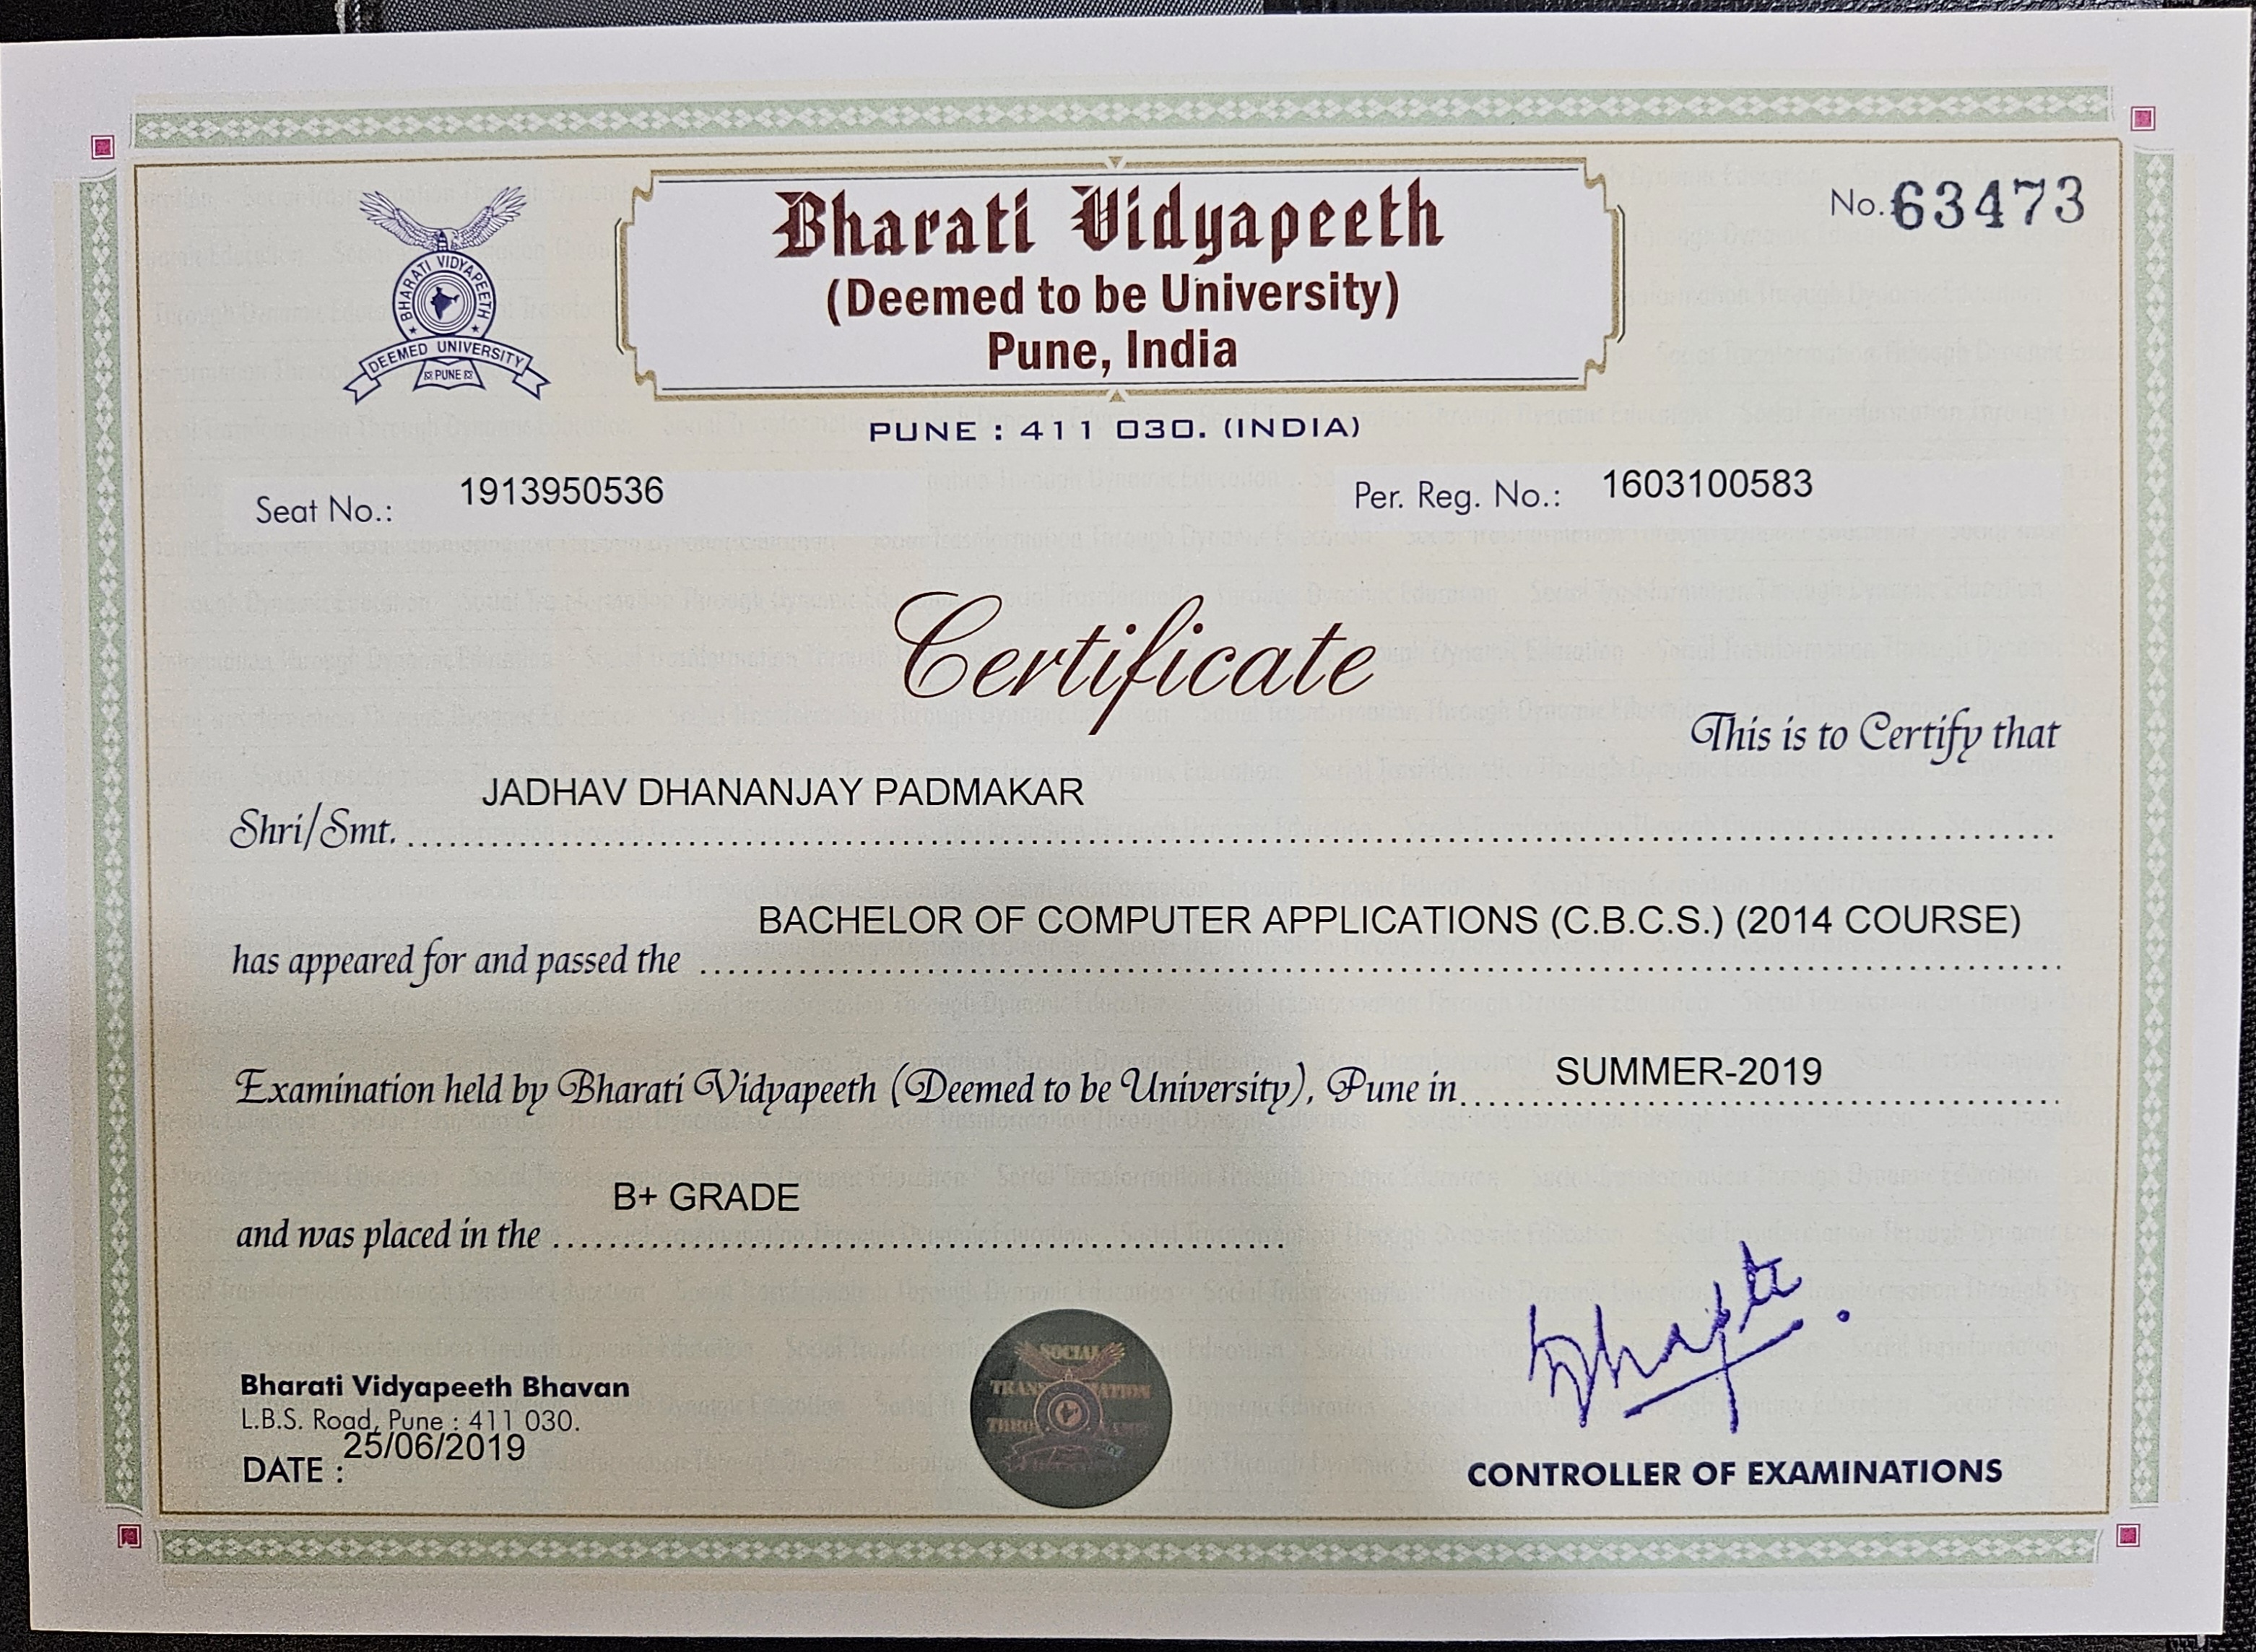 Bharati Vidyapeeth
(Deemed to be University)
Pune, India
No. 63473
BHARATI VIDYAPEETH
DEEMED UNIVERSITY
PUNE
PUNE : 411 030. (INDIA)
Seat No.: 1913950536
Per. Reg. No.: 1603100583
Certificate
This is to Certify that
Shri/Smt. JADHAV DHANANJAY PADMAKAR
has appeared for and passed the BACHELOR OF COMPUTER APPLICATIONS (C.B.C.S.) (2014 COURSE)
Examination held by Bharati Vidyapeeth (Deemed to be University), Pune in SUMMER-2019
and was placed in the B+ GRADE
Bharati Vidyapeeth Bhavan
L.B.S. Road, Pune : 411 030.
DATE : 25/06/2019
SOCIAL
CONTROLLER OF EXAMINATIONS